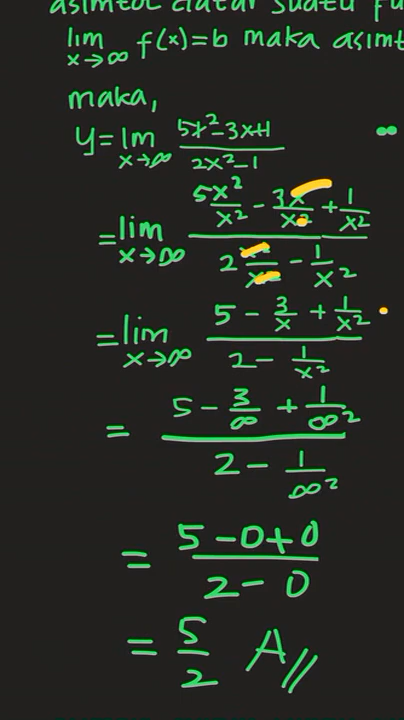 asimtot datar suatu fu
lim x→∞ f(x)=b maka asimt
maka,
y=lim x→∞ (5x²-3x+1)/(2x²-1) ∞
=lim x→∞ (5x²/x² - 3x/x² + 1/x²)/(2x²/x² - 1/x²)
=lim x→∞ (5 - 3/x + 1/x²)/(2 - 1/x²)
= (5 - 3/∞ + 1/∞²)/(2 - 1/∞²)
= (5-0+0)/(2-0)
= 5/2 A//